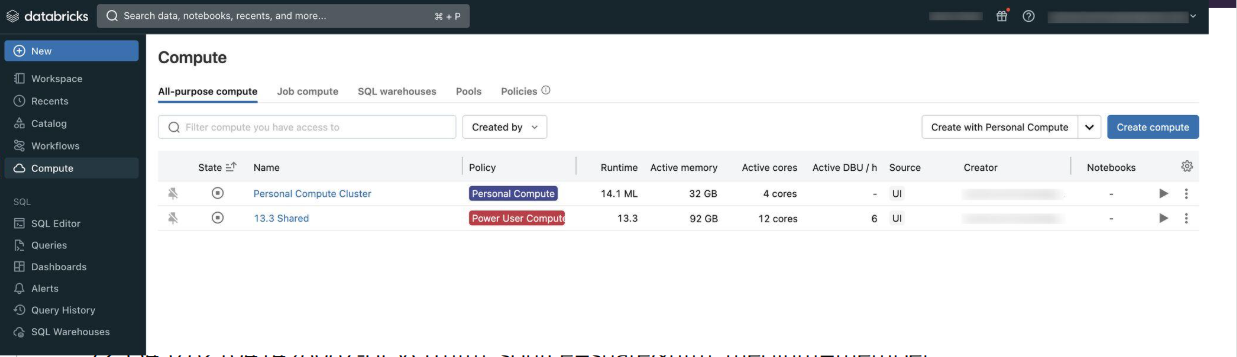 databricks
Search data, notebooks, recents, and more...
⌘ + P
New
Workspace
Recents
Catalog
Workflows
Compute
SQL
SQL Editor
Queries
Dashboards
Alerts
Query History
SQL Warehouses
Compute
All-purpose compute Job compute SQL warehouses Pools Policies
Filter compute you have access to
Created by
Create with Personal Compute
Create compute
State Name Policy Runtime Active memory Active cores Active DBU / h Source Creator Notebooks
Personal Compute Cluster Personal Compute 14.1 ML 32 GB 4 cores - UI -
13.3 Shared Power User Compute 13.3 92 GB 12 cores 6 UI -